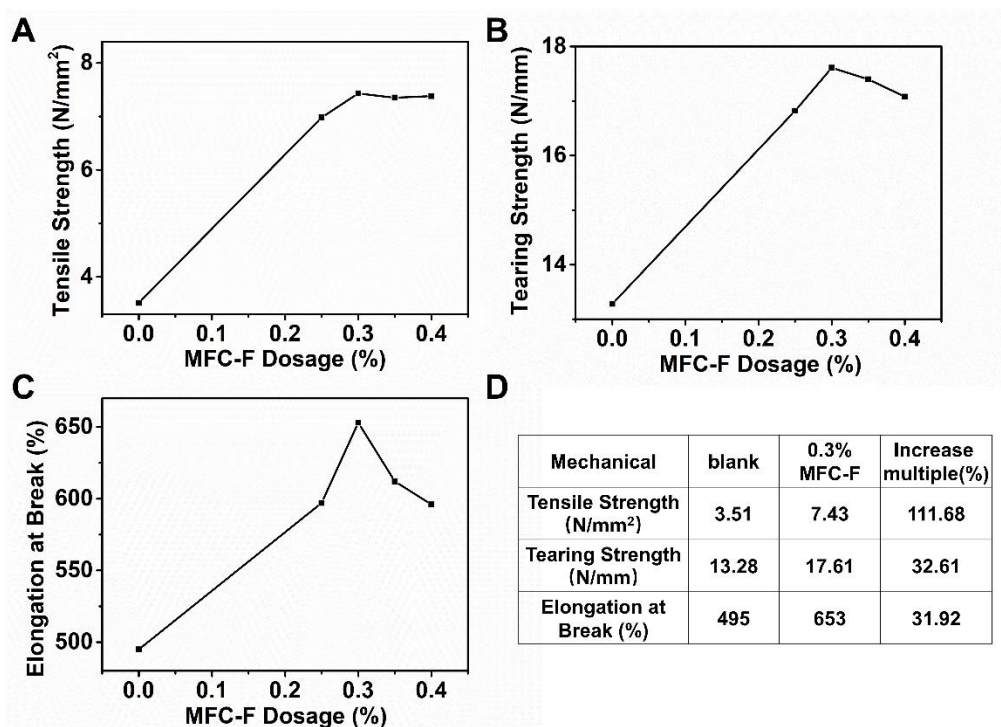 A
Tensile Strength (N/mm²)
8
6
4
0.0 0.1 0.2 0.3 0.4
MFC-F Dosage (%)
B
Tearing Strength (N/mm)
18
16
14
0.0 0.1 0.2 0.3 0.4
MFC-F Dosage (%)
C
Elongation at Break (%)
650
600
550
500
0.0 0.1 0.2 0.3 0.4
MFC-F Dosage (%)
D
Mechanical blank 0.3% MFC-F Increase multiple(%)
Tensile Strength (N/mm²) 3.51 7.43 111.68
Tearing Strength (N/mm) 13.28 17.61 32.61
Elongation at Break (%) 495 653 31.92